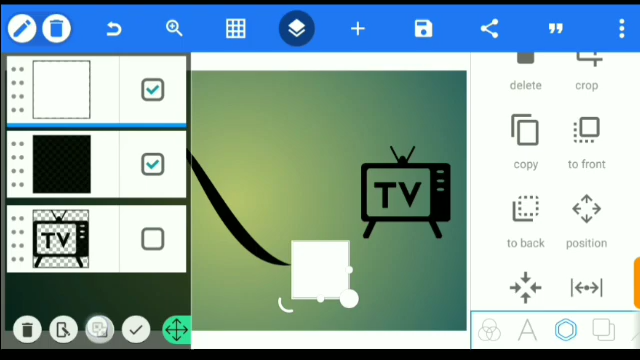 delete
crop
copy
to front
TV
TV
to back
position